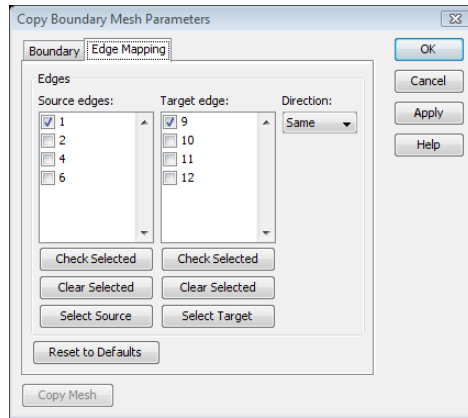 Copy Boundary Mesh Parameters
Boundary Edge Mapping
Edges
Source edges: Target edge: Direction:
1 9 Same
2 10
4 11
6 12
Check Selected Check Selected
Clear Selected Clear Selected
Select Source Select Target
Reset to Defaults
Copy Mesh
OK
Cancel
Apply
Help